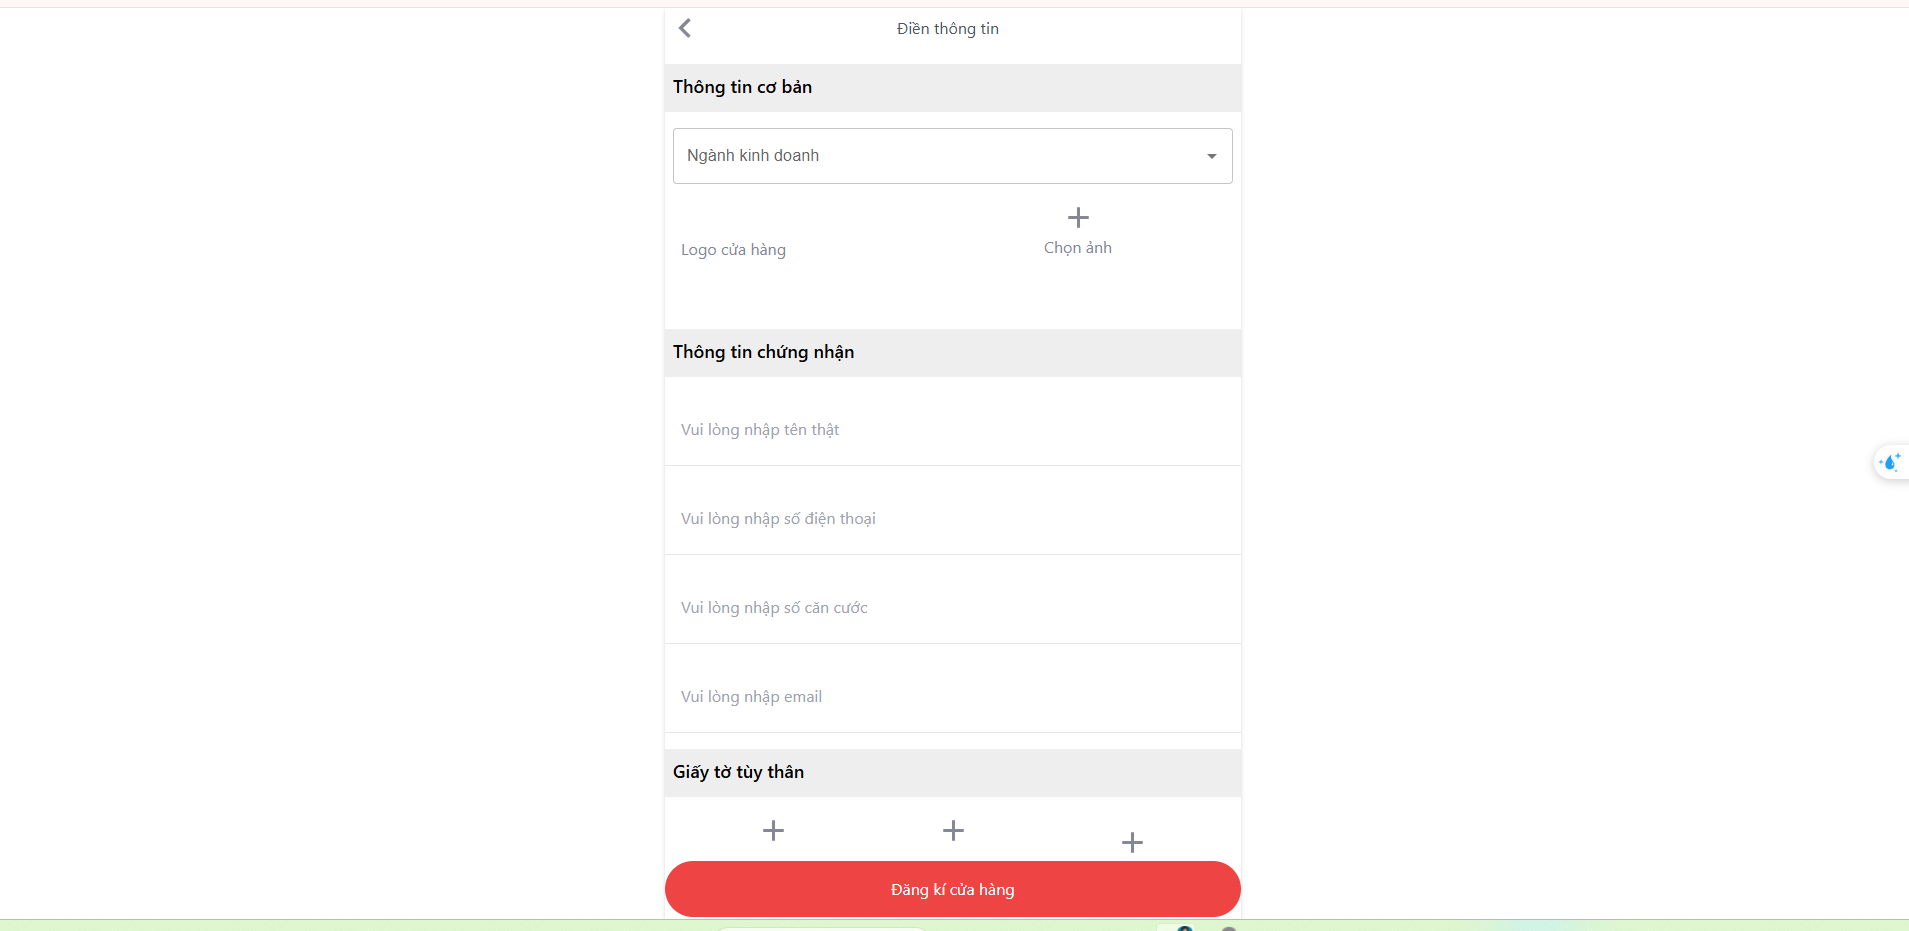 Điền thông tin
Thông tin cơ bản
Ngành kinh doanh
Logo cửa hàng
Chọn ảnh
Thông tin chứng nhận
Vui lòng nhập tên thật
Vui lòng nhập số điện thoại
Vui lòng nhập số căn cước
Vui lòng nhập email
Giấy tờ tùy thân
Đăng kí cửa hàng